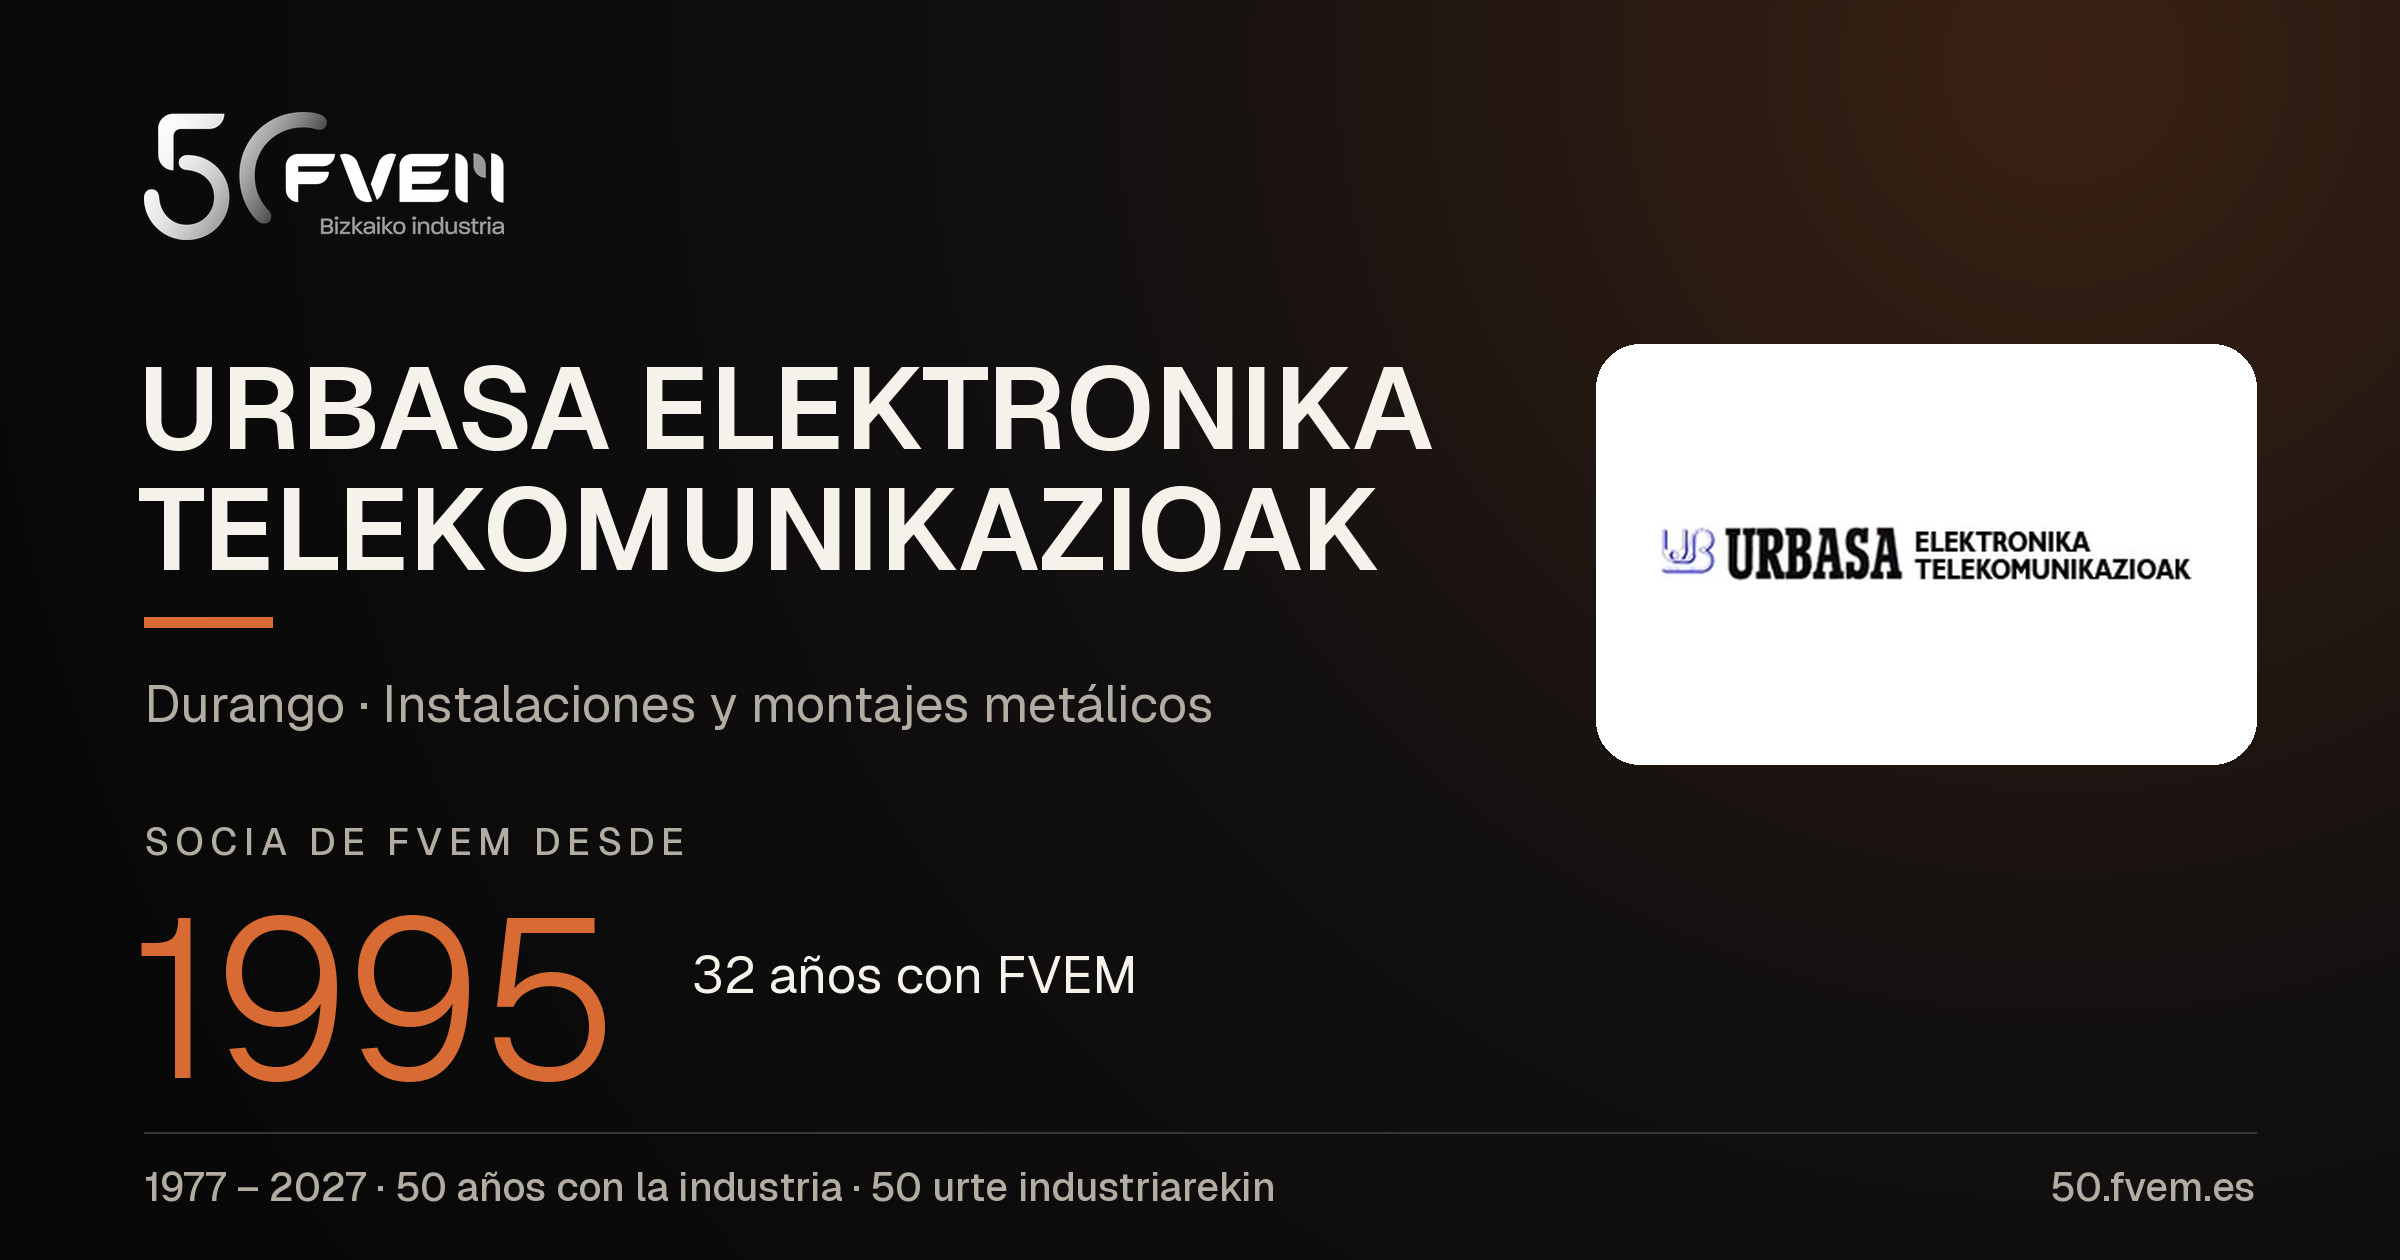 50 FVEM
Bizkaiko industria
URBASA ELEKTRONIKA
TELEKOMUNIKAZIOAK
UB URBASA ELEKTRONIKA
TELEKOMUNIKAZIOAK
Durango · Instalaciones y montajes metálicos
SOCIA DE FVEM DESDE
1995
32 años con FVEM
1977 – 2027 · 50 años con la industria · 50 urte industriarekin
50.fvem.es